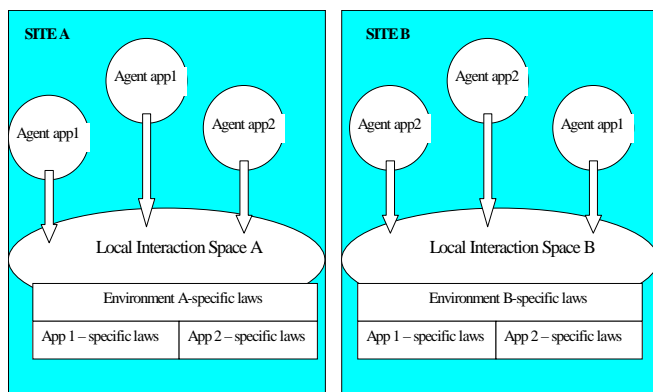 SITE A
Agent app1
Agent app1
Agent app2
Local Interaction Space A
Environment A-specific laws
App 1 – specific laws
App 2 – specific laws
SITE B
Agent app2
Agent app2
Agent app1
Local Interaction Space B
Environment B-specific laws
App 1 – specific laws
App 2 – specific laws